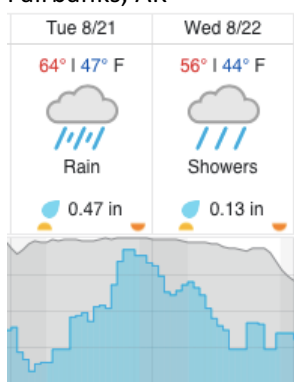 Tue 8/21 Wed 8/22
64° | 47° F 56° | 44° F
Rain Showers
0.47 in 0.13 in